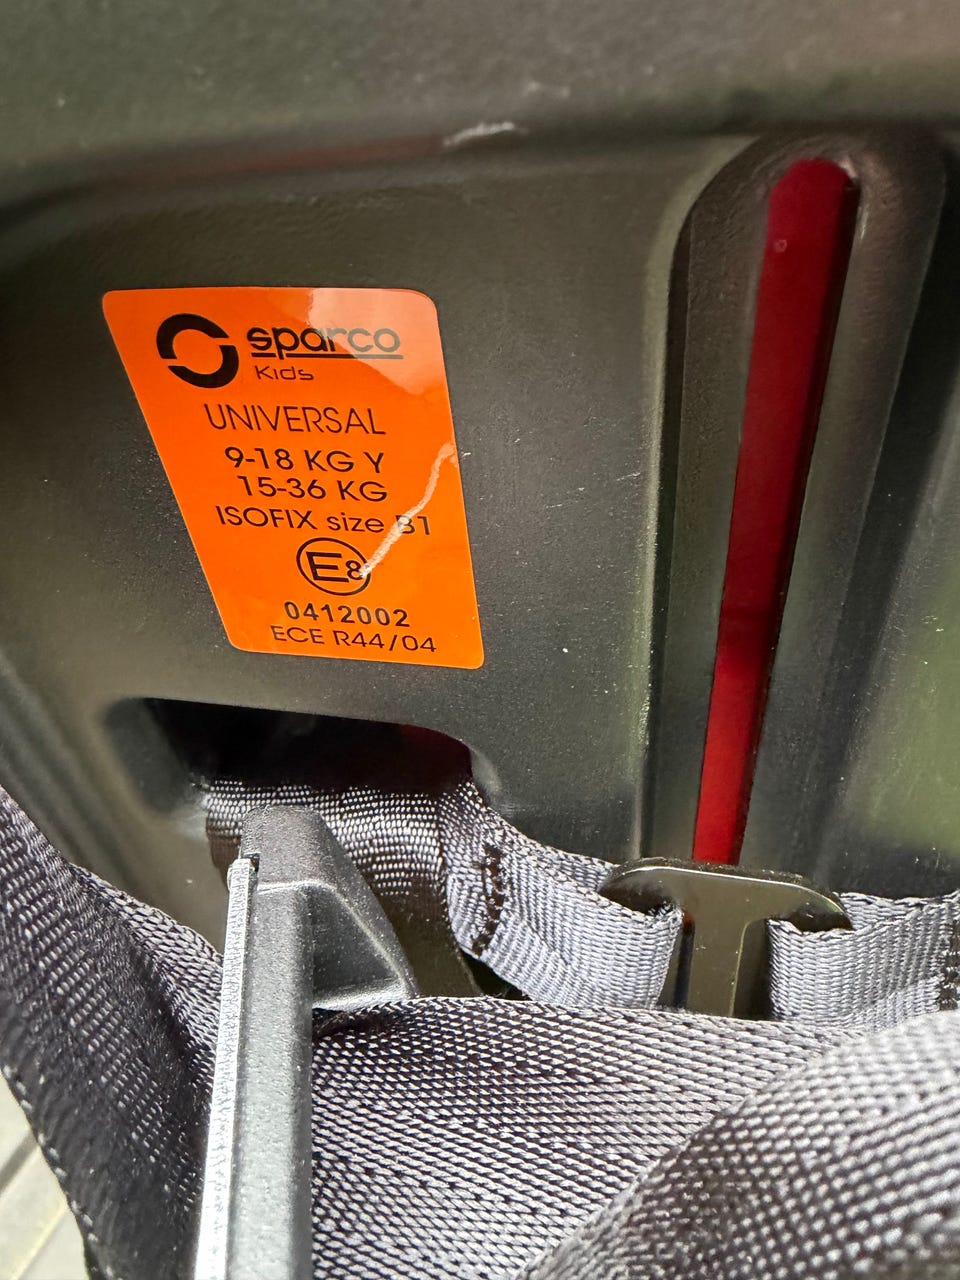 sparco
Kids
UNIVERSAL
9-18 KG Y
15-36 KG
ISOFIX size B1
E8
0412002
ECE R44/04